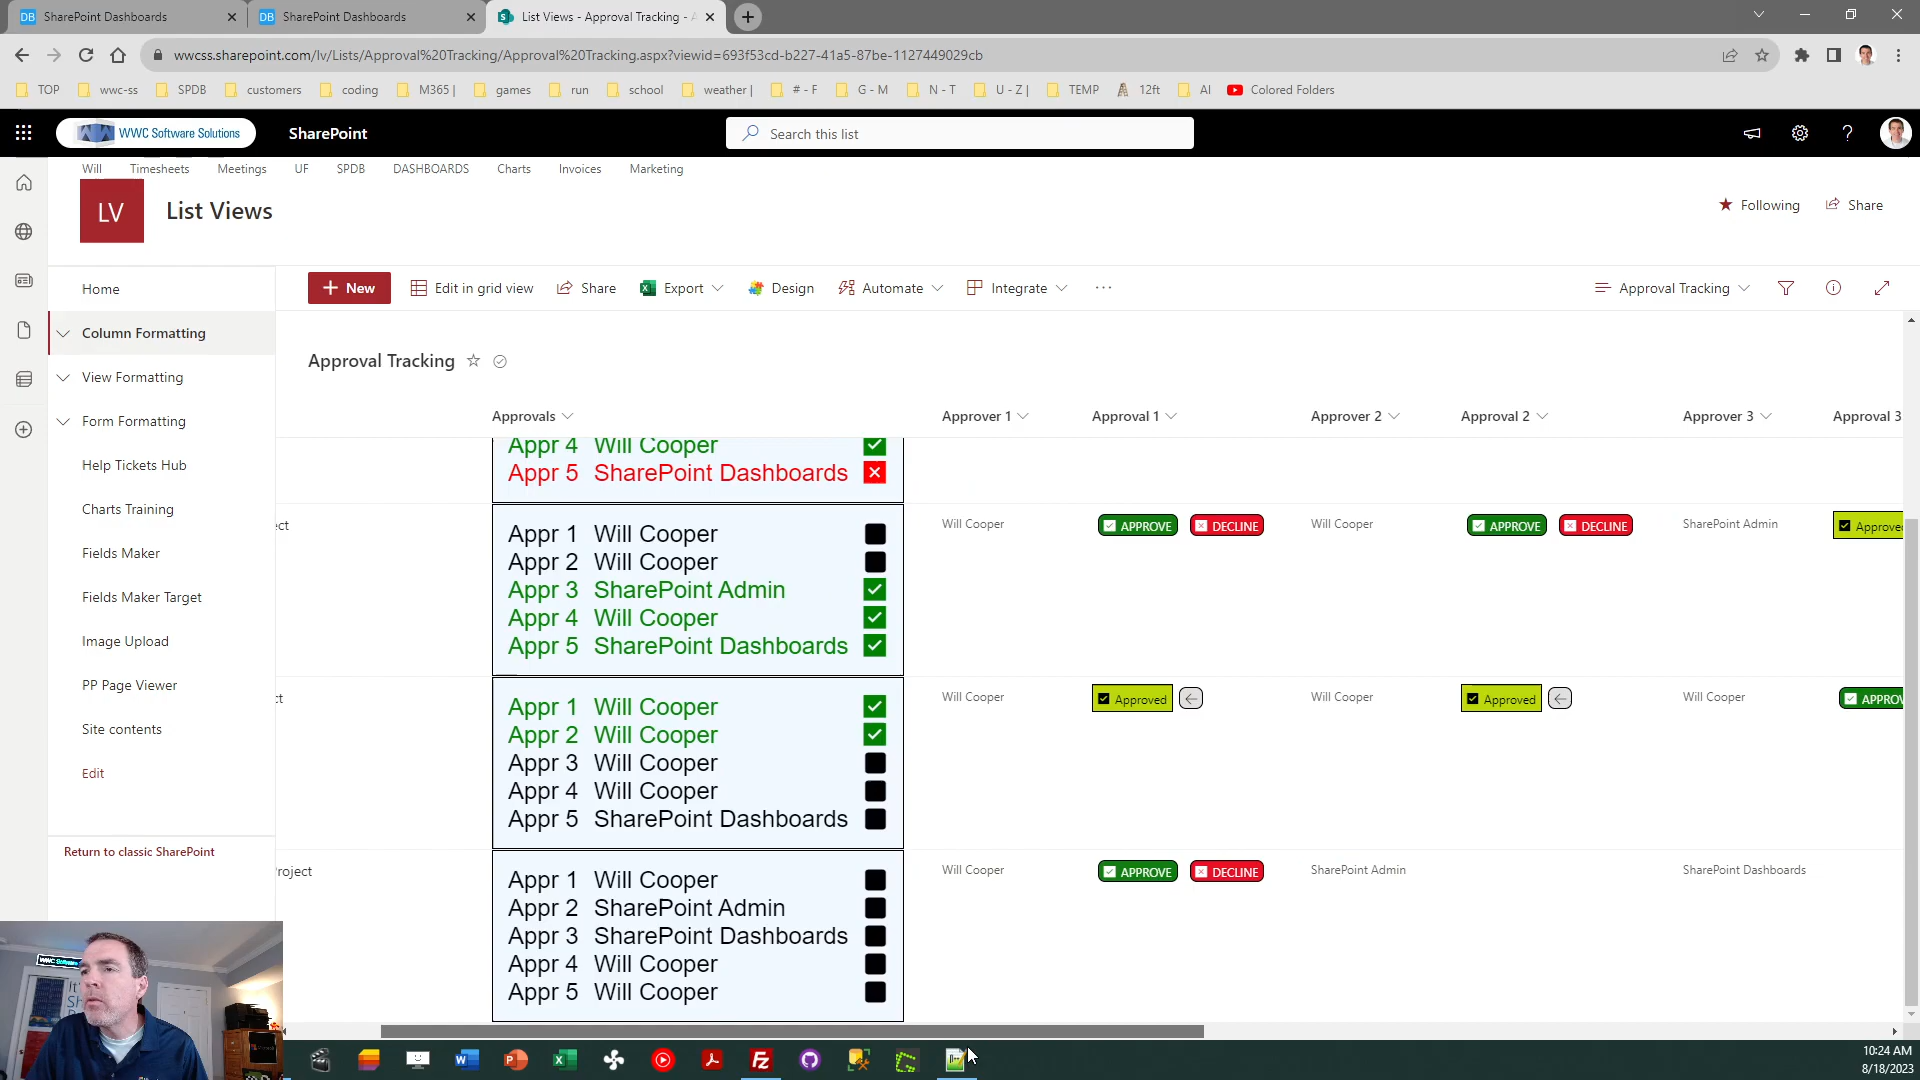 SharePoint Dashboards
SharePoint Dashboards
List Views - Approval Tracking -
wwcss.sharepoint.com/lv/Lists/Approval%20Tracking/Approval%20Tracking.aspx?viewid=693f53cd-b227-41a5-87be-1127449029cb
TOP wwc-ss SPDB customers coding M365 | games run school weather | # - F G - M N - T U - Z | TEMP 12ft AI Colored Folders
WWC Software Solutions SharePoint Search this list
Will Timesheets Meetings UF SPDB DASHBOARDS Charts Invoices Marketing
LV List Views
Following Share
Home
Column Formatting
View Formatting
Form Formatting
Help Tickets Hub
Charts Training
Fields Maker
Fields Maker Target
Image Upload
PP Page Viewer
Site contents
Edit
Return to classic SharePoint
New Edit in grid view Share Export Design Automate Integrate ··· Approval Tracking
Approval Tracking
Approvals Approver 1 Approval 1 Approver 2 Approval 2 Approver 3 Approval 3
Appr 4 Will Cooper
Appr 5 SharePoint Dashboards
ect
Appr 1 Will Cooper
Appr 2 Will Cooper
Appr 3 SharePoint Admin
Appr 4 Will Cooper
Appr 5 SharePoint Dashboards
Will Cooper APPROVE DECLINE Will Cooper APPROVE DECLINE SharePoint Admin Approve
ct
Appr 1 Will Cooper
Appr 2 Will Cooper
Appr 3 Will Cooper
Appr 4 Will Cooper
Appr 5 SharePoint Dashboards
Will Cooper Approved Will Cooper Approved Will Cooper APPROV
roject
Appr 1 Will Cooper
Appr 2 SharePoint Admin
Appr 3 SharePoint Dashboards
Appr 4 Will Cooper
Appr 5 Will Cooper
Will Cooper APPROVE DECLINE SharePoint Admin SharePoint Dashboards
10:24 AM
8/18/2023